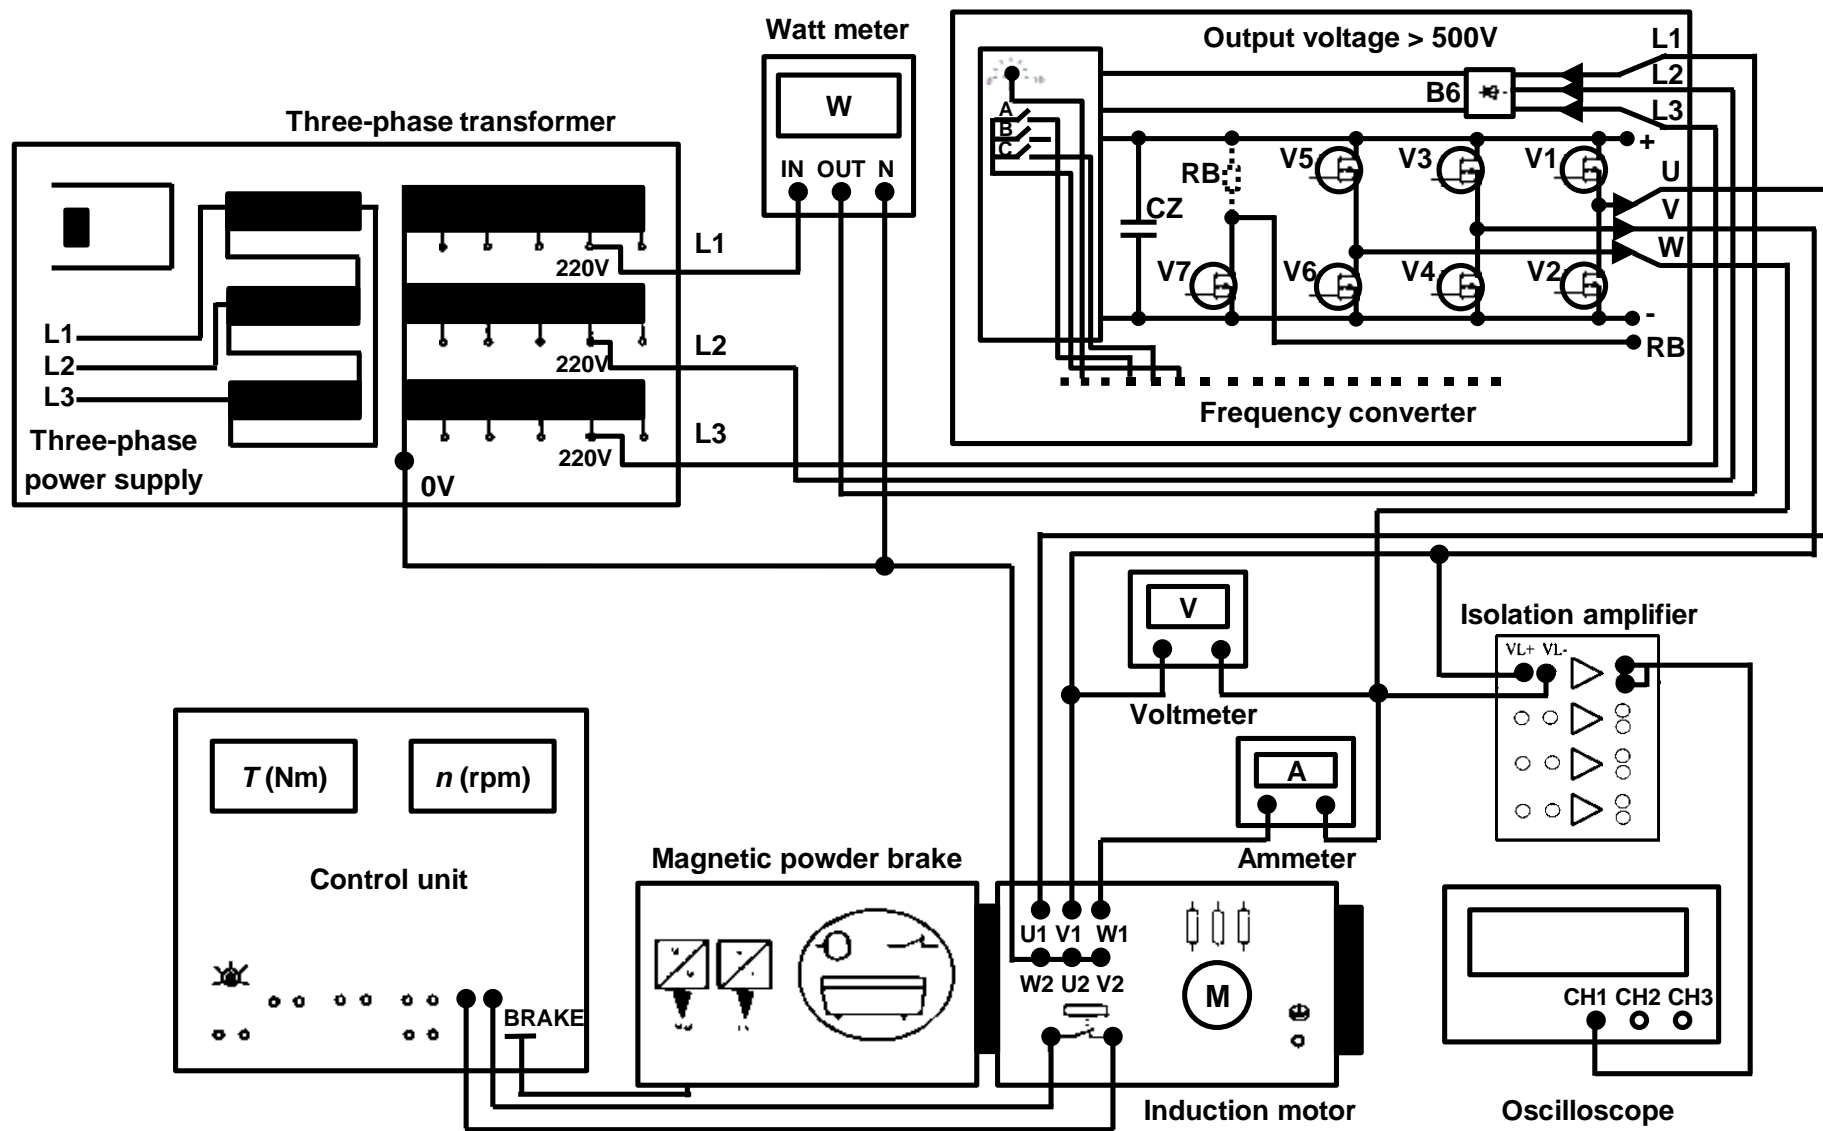 Watt meter
W
IN OUT N
Three-phase transformer
L1
L2
L3
Three-phase
power supply
220V
220V
220V
0V
L1
L2
L3
Output voltage > 500V
L1
L2
L3
B6
A
B
C
RB
CZ
V5
V3
V1
V7
V6
V4
V2
+
U
V
W
-
RB
Frequency converter
V
Voltmeter
Isolation amplifier
VL+ VL-
A
Ammeter
T (Nm)
n (rpm)
Control unit
BRAKE
Magnetic powder brake
U1 V1 W1
W2 U2 V2
M
Induction motor
CH1 CH2 CH3
Oscilloscope